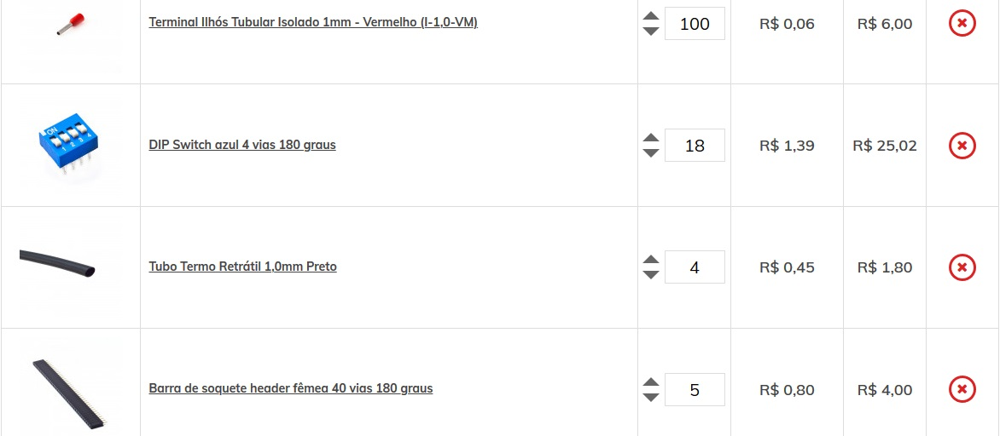 Terminal Ilhós Tubular Isolado 1mm - Vermelho (I-1,0-VM) 100 R$ 0,06 R$ 6,00
ON
1 2 3 4
DIP Switch azul 4 vias 180 graus 18 R$ 1,39 R$ 25,02
Tubo Termo Retrátil 1,0mm Preto 4 R$ 0,45 R$ 1,80
Barra de soquete header fêmea 40 vias 180 graus 5 R$ 0,80 R$ 4,00